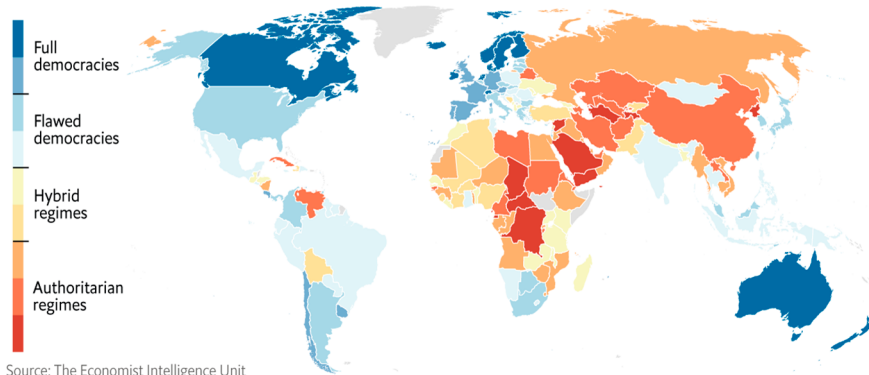 Full
democracies
Flawed
democracies
Hybrid
regimes
Authoritarian
regimes
Source: The Economist Intelligence Unit